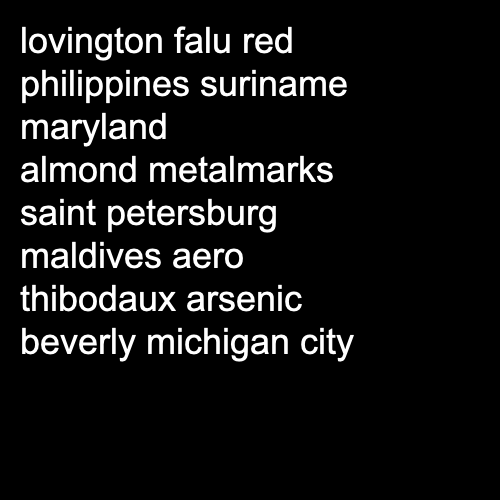 lovington falu red
philippines suriname
maryland
almond metalmarks
saint petersburg
maldives aero
thibodaux arsenic
beverly michigan city